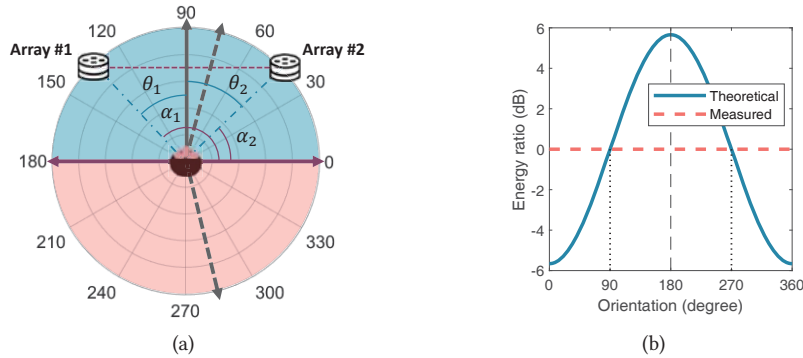 90
120
60
Array #1
Array #2
150
30
θ1
θ2
α1
α2
180
0
210
330
240
300
270
(a)
6
4
2
0
-2
-4
-6
Energy ratio (dB)
Theoretical
Measured
0
90
180
270
360
Orientation (degree)
(b)